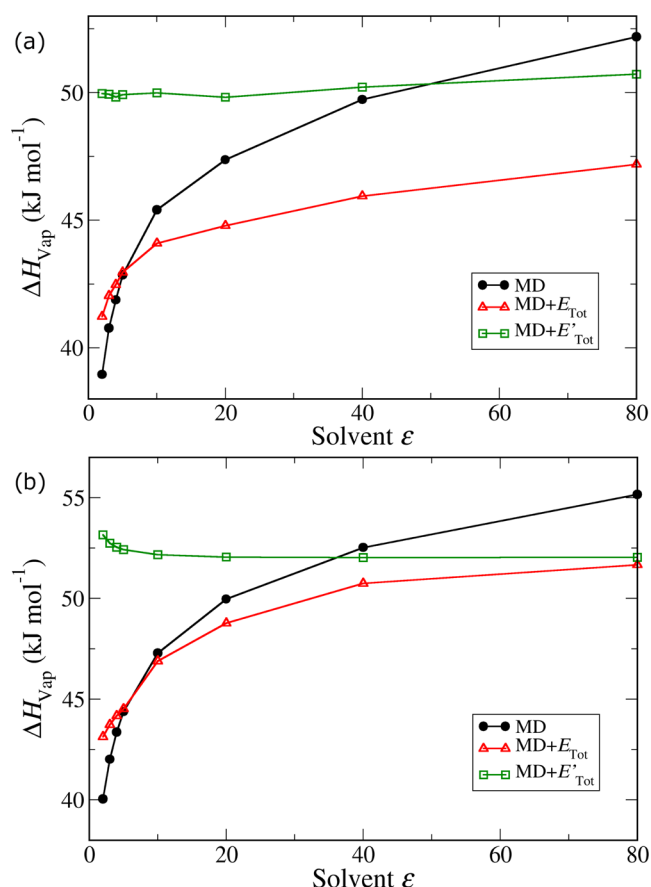 (a)
50
45
40
ΔH_Vap (kJ mol⁻¹)
MD
MD+E_Tot
MD+E'_Tot
0 20 40 60 80
Solvent ε
(b)
55
50
45
40
ΔH_Vap (kJ mol⁻¹)
MD
MD+E_Tot
MD+E'_Tot
0 20 40 60 80
Solvent ε